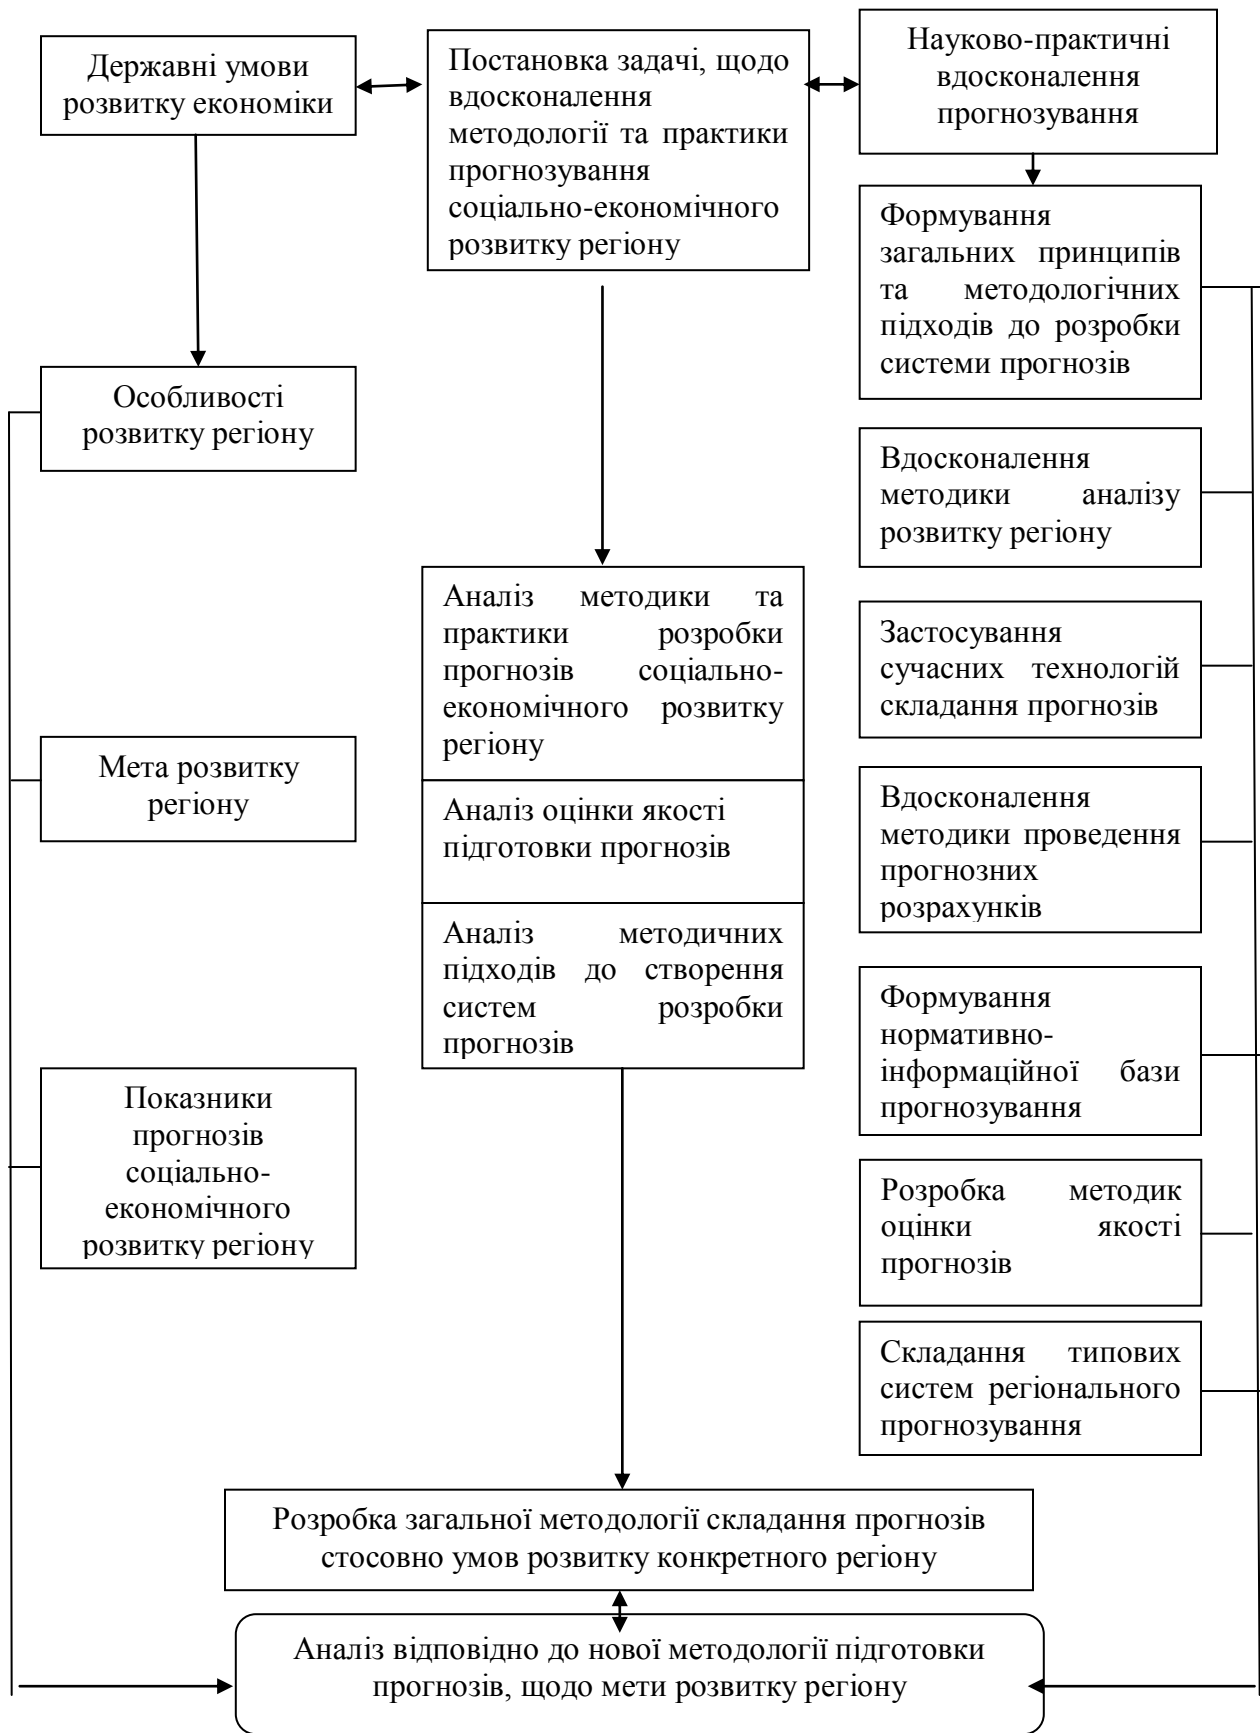 Державні умови
розвитку економіки
Постановка задачі, щодо
вдосконалення
методології та практики
прогнозування
соціально-економічного
розвитку регіону
Науково-практичні
вдосконалення
прогнозування
Формування
загальних принципів
та методологічних
підходів до розробки
системи прогнозів
Особливості
розвитку регіону
Вдосконалення
методики аналізу
розвитку регіону
Аналіз методики та
практики розробки
прогнозів соціально-
економічного розвитку
регіону
Застосування
сучасних технологій
складання прогнозів
Мета розвитку
регіону
Аналіз оцінки якості
підготовки прогнозів
Вдосконалення
методики проведення
прогнозних
розрахунків
Аналіз методичних
підходів до створення
систем розробки
прогнозів
Формування
нормативно-
інформаційної бази
прогнозування
Показники
прогнозів
соціально-
економічного
розвитку регіону
Розробка методик
оцінки якості
прогнозів
Складання типових
систем регіонального
прогнозування
Розробка загальної методології складання прогнозів
стосовно умов розвитку конкретного регіону
Аналіз відповідно до нової методології підготовки
прогнозів, щодо мети розвитку регіону